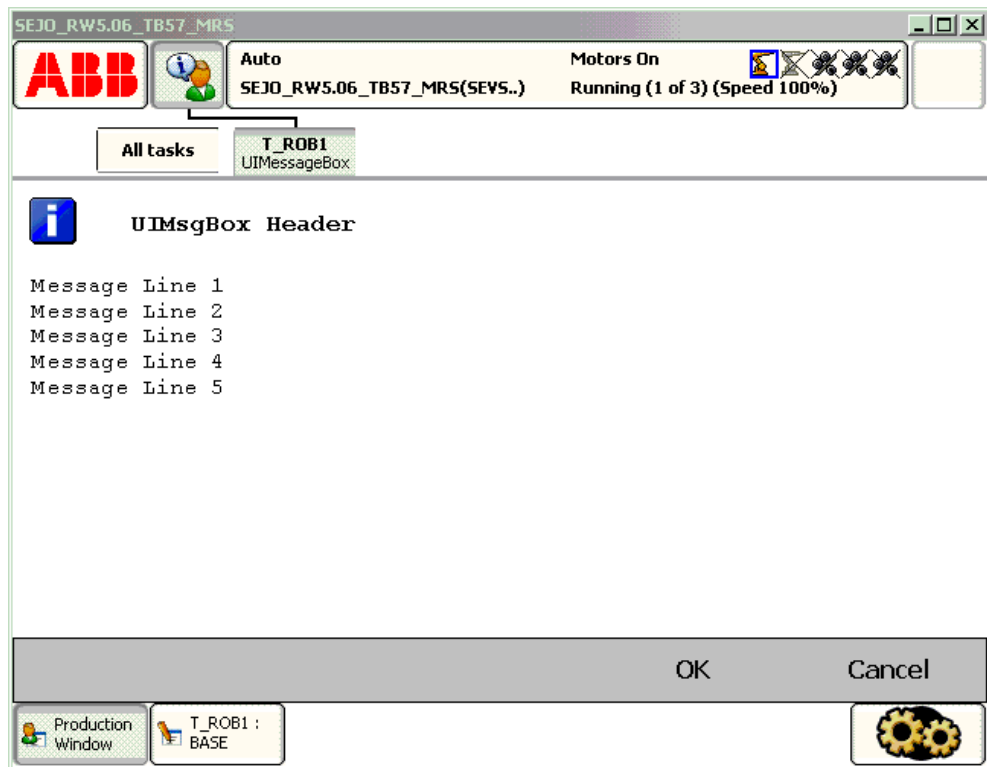 SEJO_RW5.06_TB57_MRS
ABB
Auto
Motors On
SEJO_RW5.06_TB57_MRS(SEVS..)
Running (1 of 3) (Speed 100%)
All tasks
T_ROB1
UIMessageBox
UIMsgBox Header
Message Line 1
Message Line 2
Message Line 3
Message Line 4
Message Line 5
OK
Cancel
Production
Window
T_ROB1 :
BASE